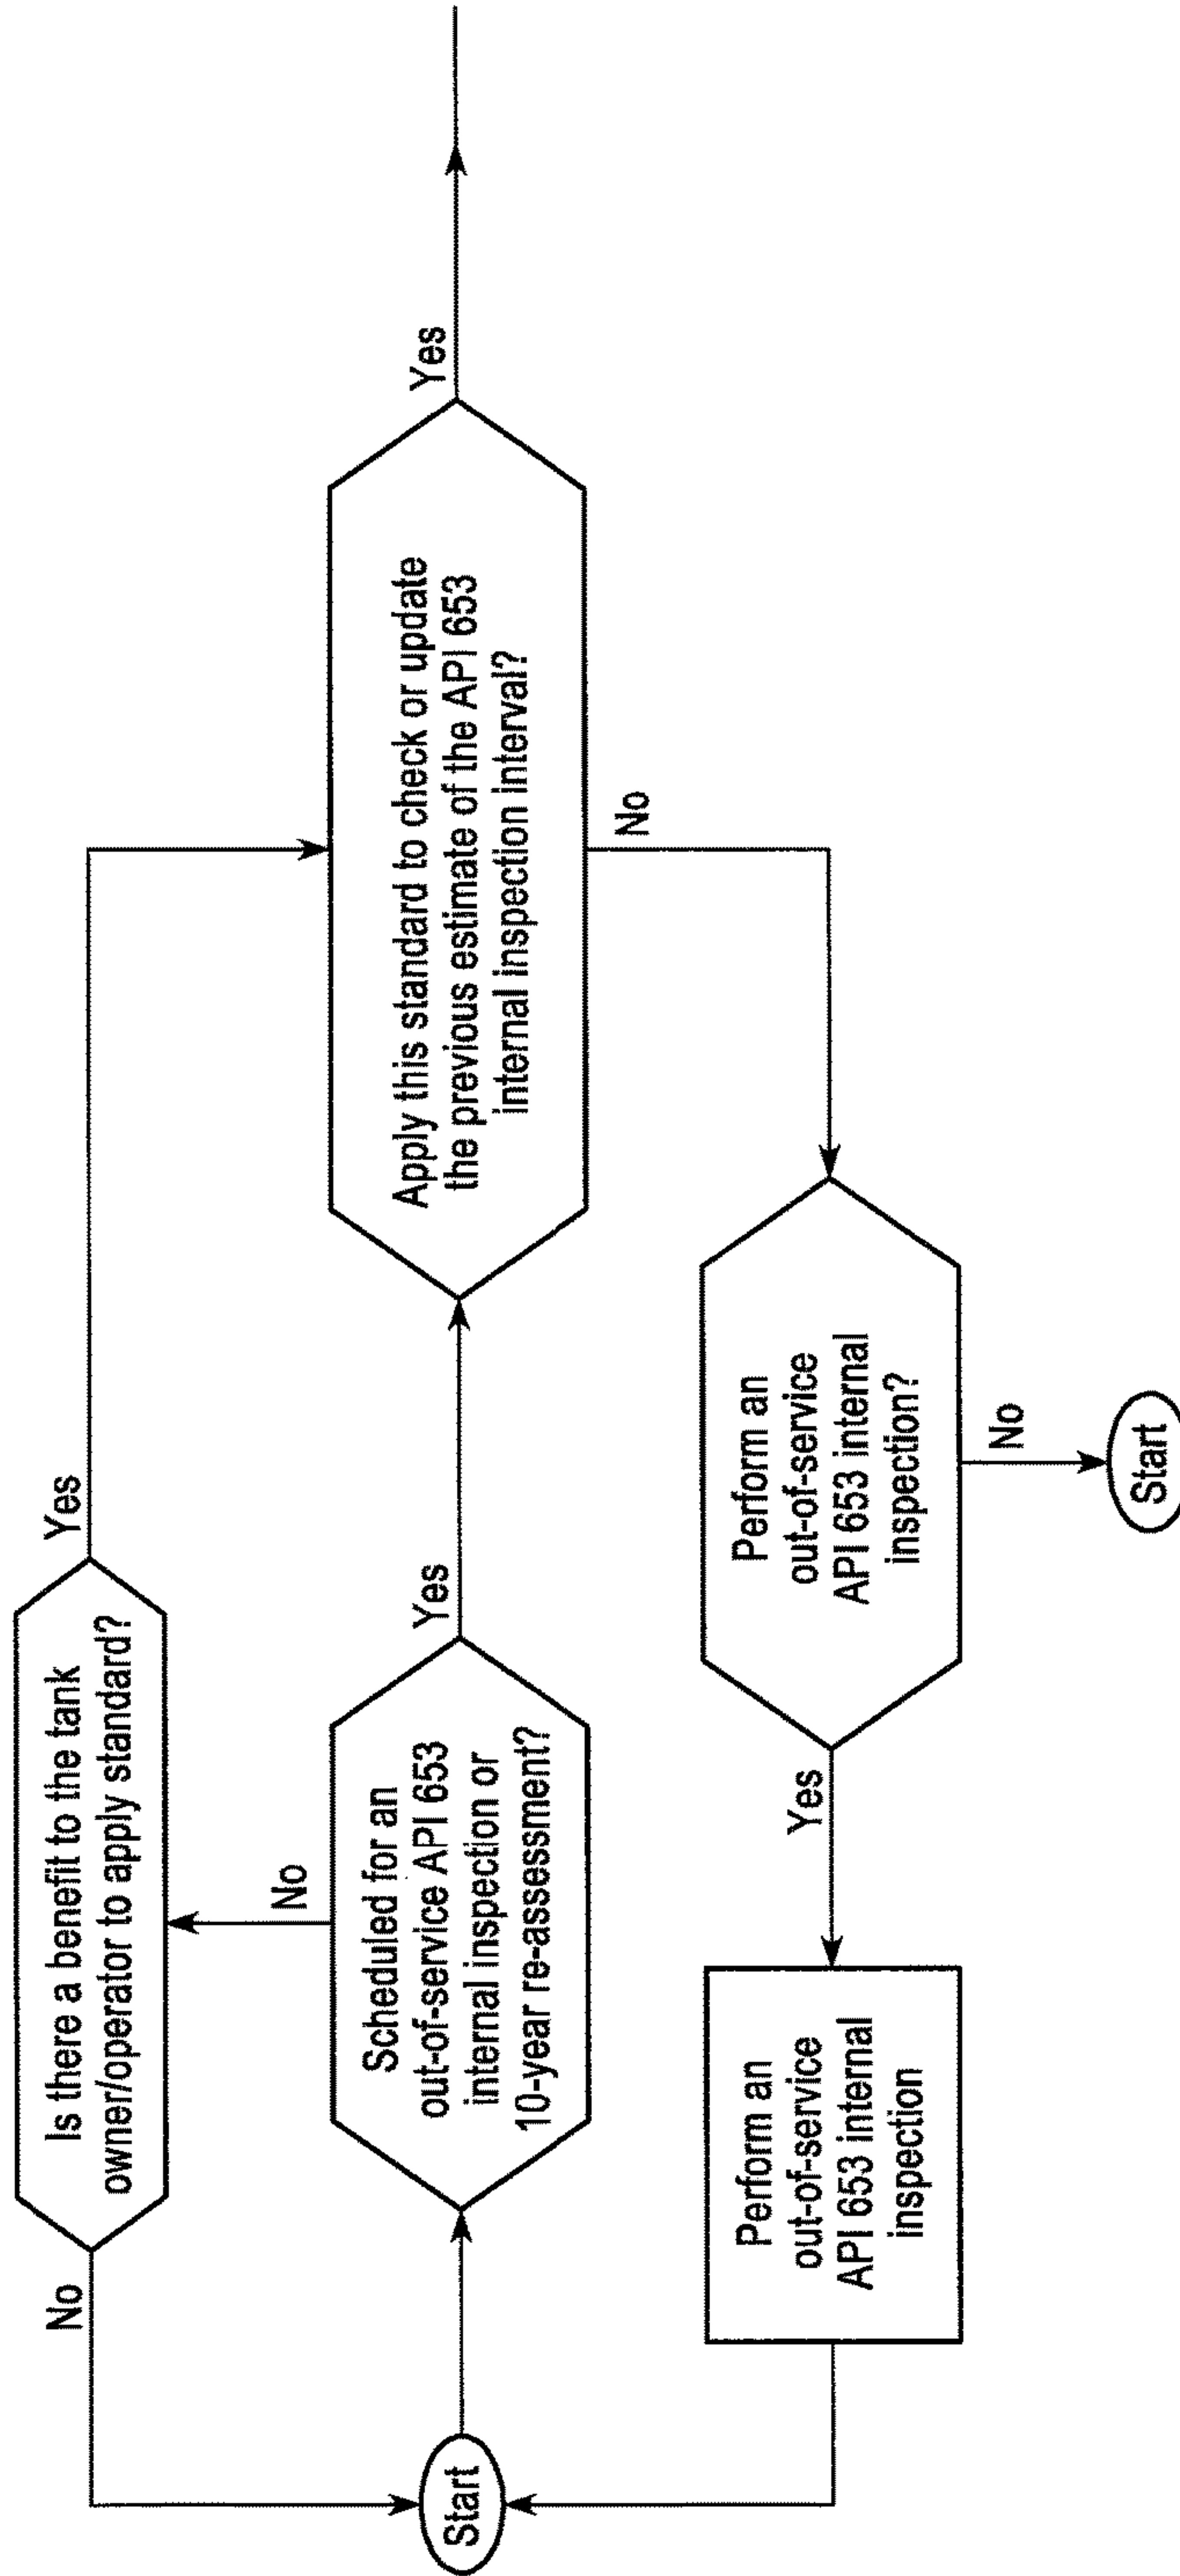 Is there a benefit to the tank
owner/operator to apply standard?
No
Yes
No
Start
Scheduled for an
out-of-service API 653
internal inspection or
10-year re-assessment?
Yes
Apply this standard to check or update
the previous estimate of the API 653
internal inspection interval?
Yes
No
Perform an
out-of-service
API 653 internal
inspection
Yes
Perform an
out-of-service
API 653 internal
inspection?
No
Start